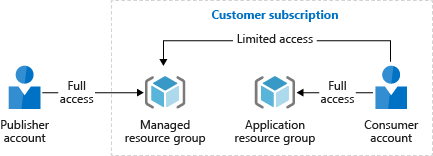 Customer subscription
Limited access
Full
access
Full
access
Publisher
account
Managed
resource group
Application
resource group
Consumer
account